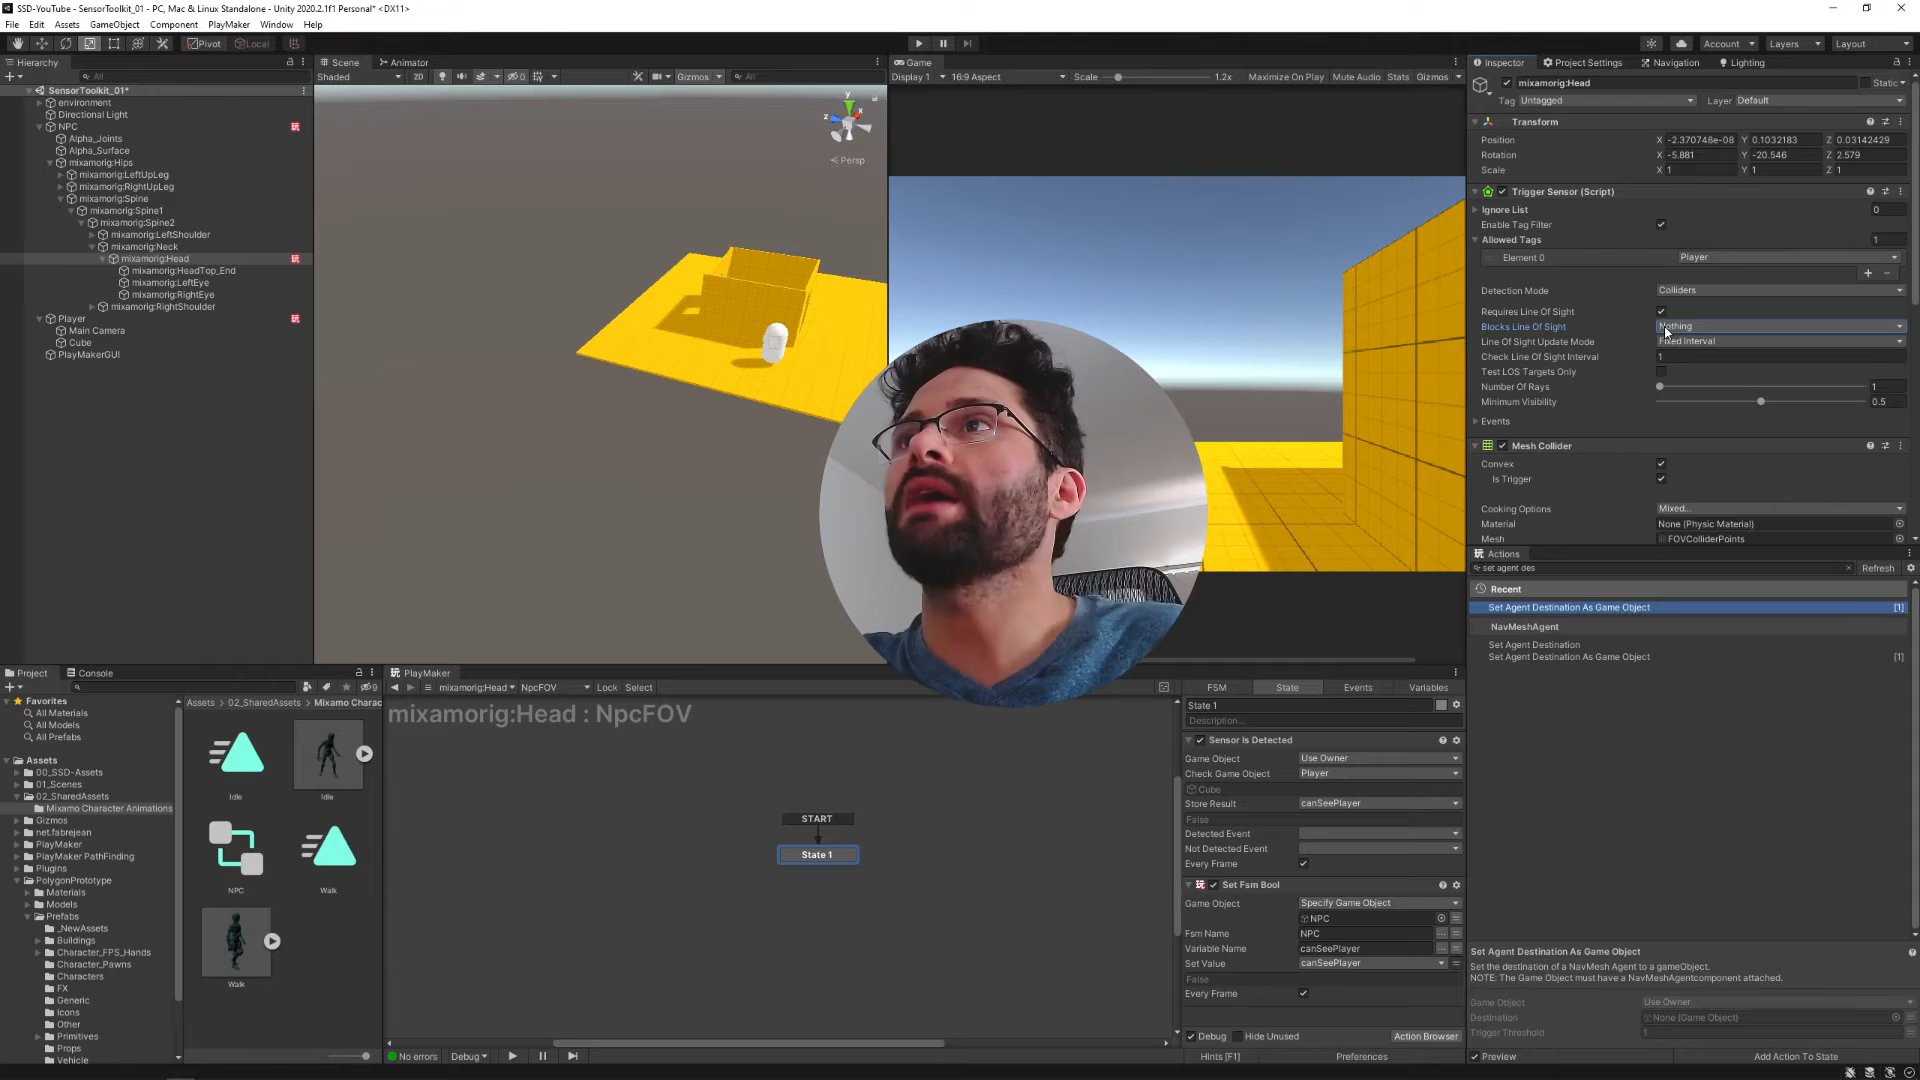 SSD-YouTube - SensorToolkit_01 - PC, Mac & Linux Standalone - Unity 2020.2.1f1 Personal* <DX11>
File Edit Assets GameObject Component PlayMaker Window Help
Pivot Local Account Layers Layout
Hierarchy
All
SensorToolkit_01*
environment
Directional Light
NPC
Alpha_Joints
Alpha_Surface
mixamorig:Hips
mixamorig:LeftUpLeg
mixamorig:RightUpLeg
mixamorig:Spine
mixamorig:Spine1
mixamorig:Spine2
mixamorig:LeftShoulder
mixamorig:Neck
mixamorig:Head
mixamorig:HeadTop_End
mixamorig:LeftEye
mixamorig:RightEye
mixamorig:RightShoulder
Player
Main Camera
Cube
PlayMakerGUI
Scene Animator
Shaded 2D 0 Gizmos All
y
x
z
Persp
Game
Display 1 16:9 Aspect Scale 1.2x Maximize On Play Mute Audio Stats Gizmos
Inspector Project Settings Navigation Lighting
mixamorig:Head Static
Tag Untagged Layer Default
Transform
Position X -2.370748e-08 Y 0.1032183 Z 0.03142429
Rotation X -5.881 Y -20.546 Z 2.579
Scale X 1 Y 1 Z 1
Trigger Sensor (Script)
Ignore List 0
Enable Tag Filter
Allowed Tags 1
Element 0 Player
+ −
Detection Mode Colliders
Requires Line Of Sight
Blocks Line Of Sight Nothing
Line Of Sight Update Mode Fixed Interval
Check Line Of Sight Interval 1
Test LOS Targets Only
Number Of Rays 1
Minimum Visibility 0.5
Events
Mesh Collider
Convex
Is Trigger
Cooking Options Mixed...
Material None (Physic Material)
Mesh FOVColliderPoints
Actions
set agent des Refresh
Recent
Set Agent Destination As Game Object [1]
NavMeshAgent
Set Agent Destination
Set Agent Destination As Game Object [1]
Set Agent Destination As Game Object
Set the destination of a NavMesh Agent to a gameObject.
NOTE: The Game Object must have a NavMeshAgentcomponent attached.
Game Object Use Owner
Destination None (Game Object)
Trigger Threshold 1
Preview Add Action To State
Project Console
9
Favorites
All Materials
All Models
All Prefabs
Assets
00_SSD-Assets
01_Scenes
02_SharedAssets
Mixamo Character Animations
Gizmos
net.fabrejean
PlayMaker
PlayMaker PathFinding
Plugins
PolygonPrototype
Materials
Models
Prefabs
_NewAssets
Buildings
Character_FPS_Hands
Character_Pawns
Characters
FX
Generic
Icons
Other
Primitives
Props
Vehicle
Assets 02_SharedAssets Mixamo Charac
Idle Idle
NPC Walk
Walk
PlayMaker
mixamorig:Head NpcFOV Lock Select
mixamorig:Head : NpcFOV
START
State 1
No errors Debug
FSM State Events Variables
State 1
Description...
Sensor Is Detected
Game Object Use Owner
Check Game Object Player
Cube
Store Result canSeePlayer
False
Detected Event
Not Detected Event
Every Frame
Set Fsm Bool
Game Object Specify Game Object
NPC
Fsm Name NPC
Variable Name canSeePlayer
Set Value canSeePlayer
False
Every Frame
Debug Hide Unused Action Browser
Hints [F1] Preferences